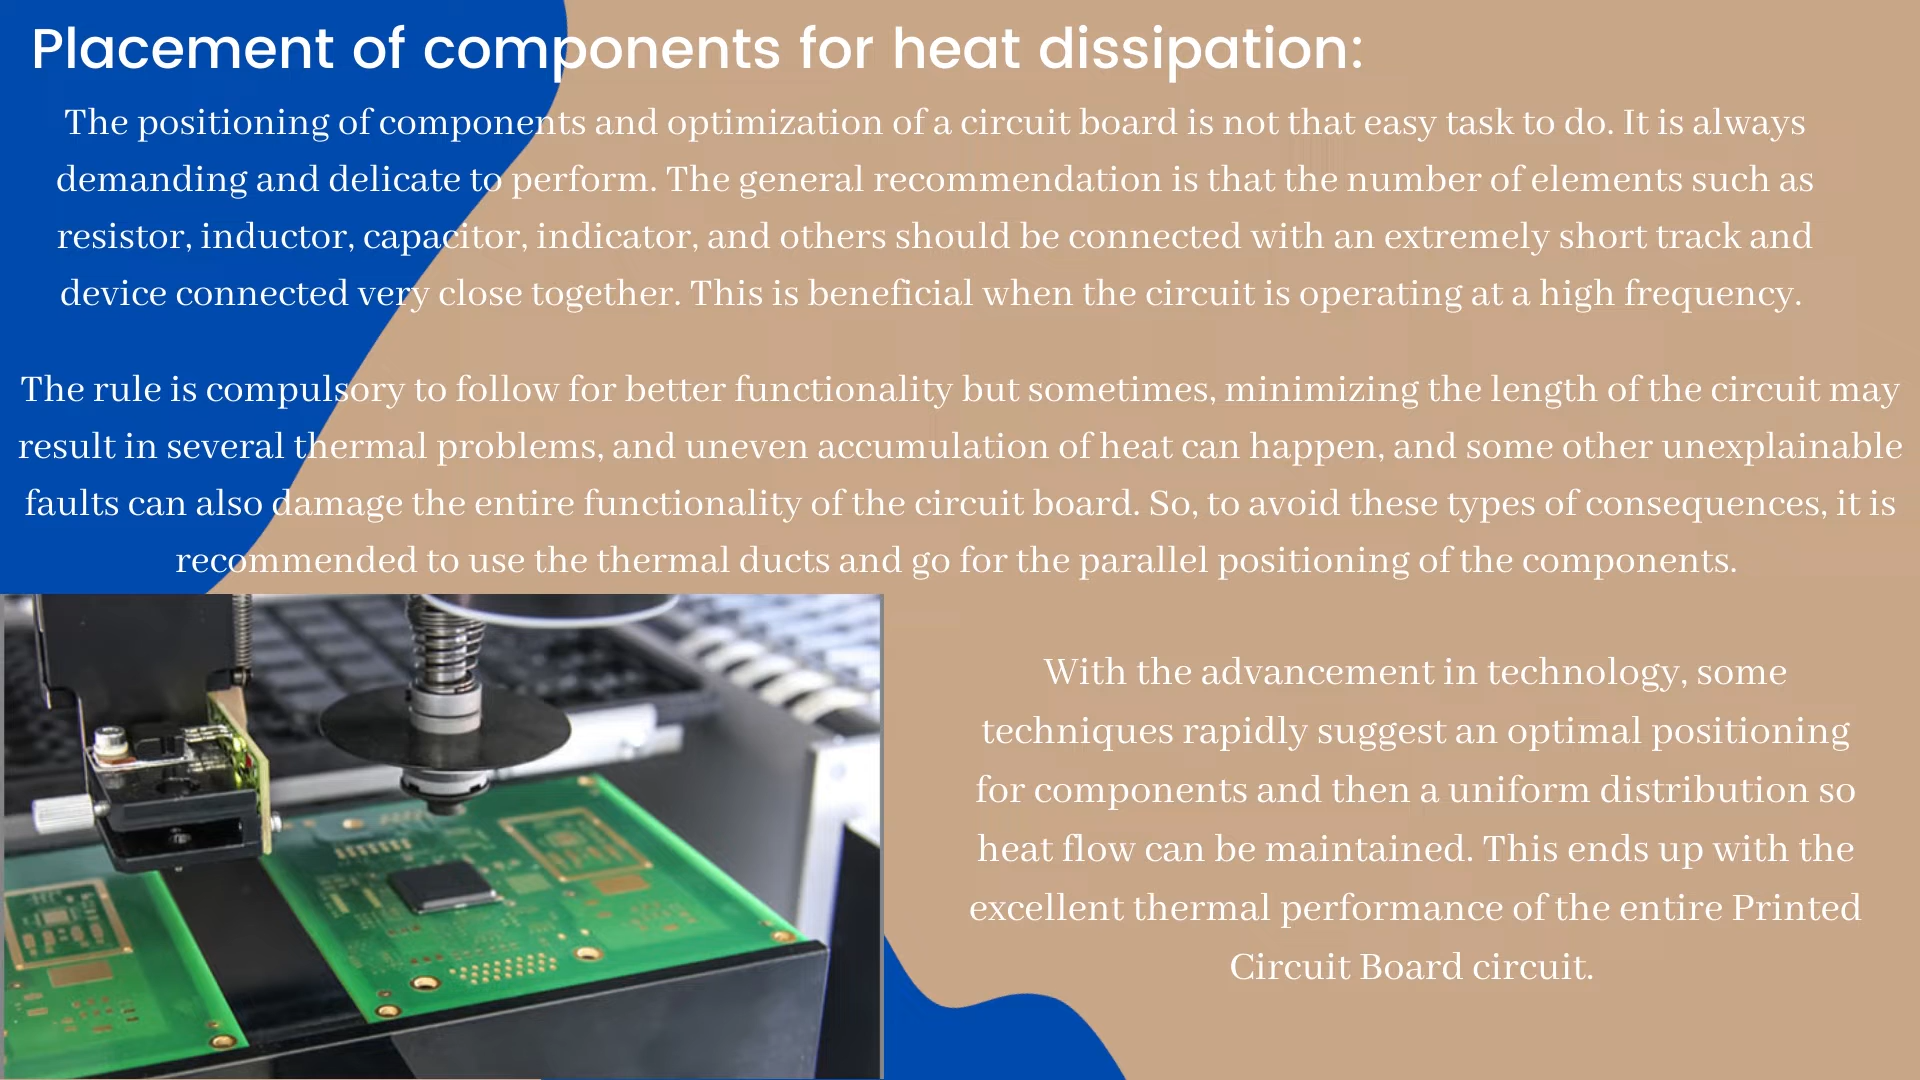 Placement of components for heat dissipation:
The positioning of components and optimization of a circuit board is not that easy task to do. It is always
demanding and delicate to perform. The general recommendation is that the number of elements such as
resistor, inductor, capacitor, indicator, and others should be connected with an extremely short track and
device connected very close together. This is beneficial when the circuit is operating at a high frequency.
The rule is compulsory to follow for better functionality but sometimes, minimizing the length of the circuit may
result in several thermal problems, and uneven accumulation of heat can happen, and some other unexplainable
faults can also damage the entire functionality of the circuit board. So, to avoid these types of consequences, it is
recommended to use the thermal ducts and go for the parallel positioning of the components.
With the advancement in technology, some
techniques rapidly suggest an optimal positioning
for components and then a uniform distribution so
heat flow can be maintained. This ends up with the
excellent thermal performance of the entire Printed
Circuit Board circuit.